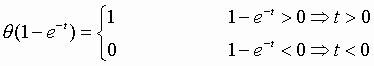 θ(1−e^{−t}) = { 1    1−e^{−t} > 0 ⇒ t > 0
0    1−e^{−t} < 0 ⇒ t < 0